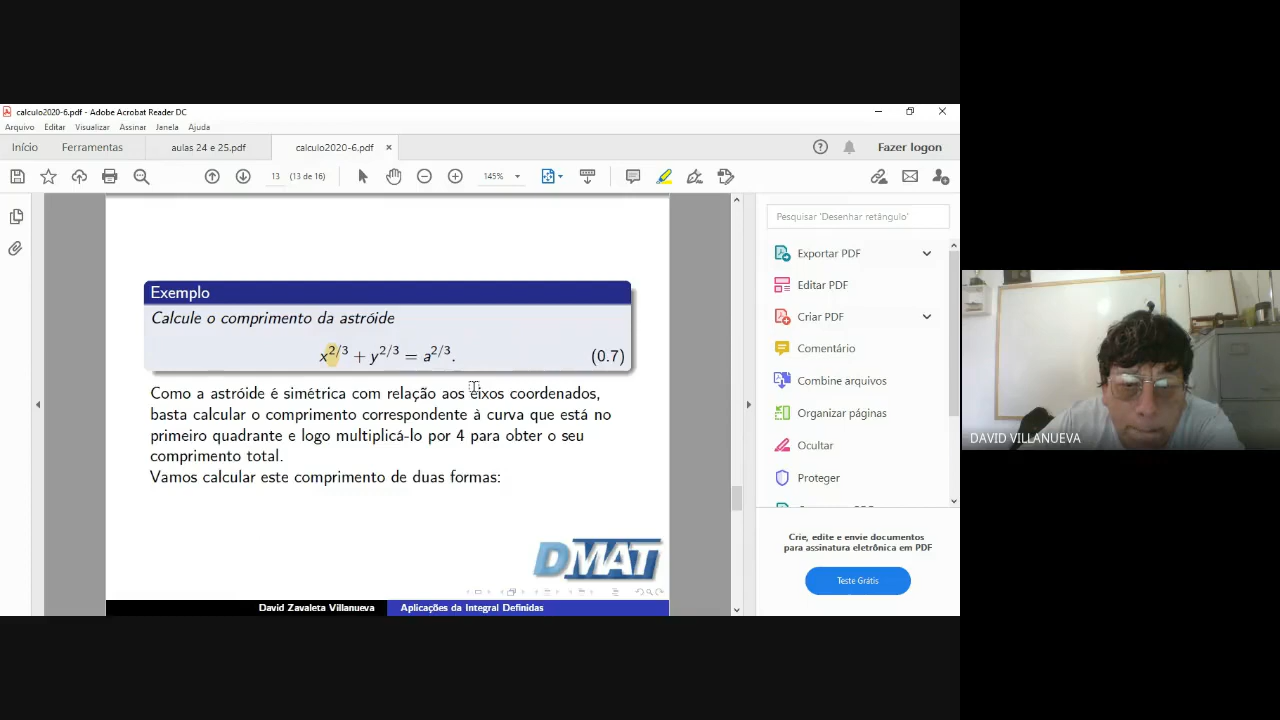 calculo2020-6.pdf - Adobe Acrobat Reader DC
Arquivo Editar Visualizar Assinar Janela Ajuda
Início Ferramentas aulas 24 e 25.pdf calculo2020-6.pdf × Fazer logon
13 (13 de 16) 145%
Pesquisar 'Desenhar retângulo'
Exportar PDF
Editar PDF
Criar PDF
Comentário
Combine arquivos
Organizar páginas
Ocultar
Proteger
Crie, edite e envie documentos
para assinatura eletrônica em PDF
Teste Grátis
Exemplo
Calcule o comprimento da astróide
x^{2/3} + y^{2/3} = a^{2/3}. (0.7)
Como a astróide é simétrica com relação aos eixos coordenados,
basta calcular o comprimento correspondente à curva que está no
primeiro quadrante e logo multiplicá-lo por 4 para obter o seu
comprimento total.
Vamos calcular este comprimento de duas formas:
DMAT
David Zavaleta Villanueva Aplicações da Integral Definidas
DAVID VILLANUEVA